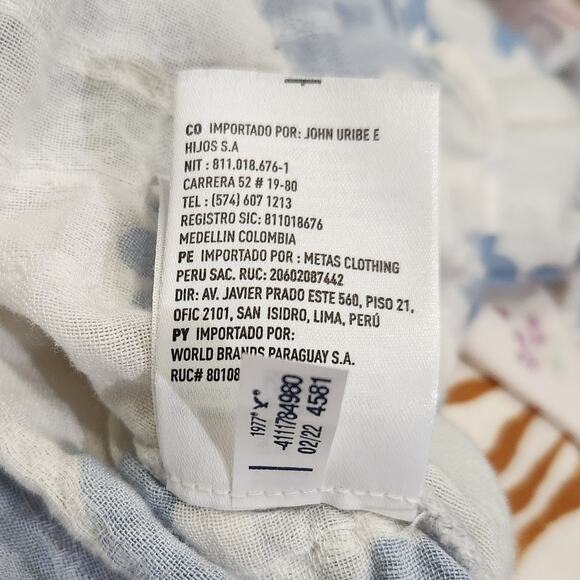 CO IMPORTADO POR: JOHN URIBE E
HIJOS S.A
NIT : 811.018.676-1
CARRERA 52 # 19-80
TEL : (574) 607 1213
REGISTRO SIC: 811018676
MEDELLIN COLOMBIA
PE IMPORTADO POR : METAS CLOTHING
PERU SAC. RUC: 20602087442
DIR: AV. JAVIER PRADO ESTE 560, PISO 21,
OFIC 2101, SAN ISIDRO, LIMA, PERÚ
PY IMPORTADO POR:
WORLD BRANDS PARAGUAY S.A.
RUC# 80108
1977*Y*
-4111784980
02/22 4581